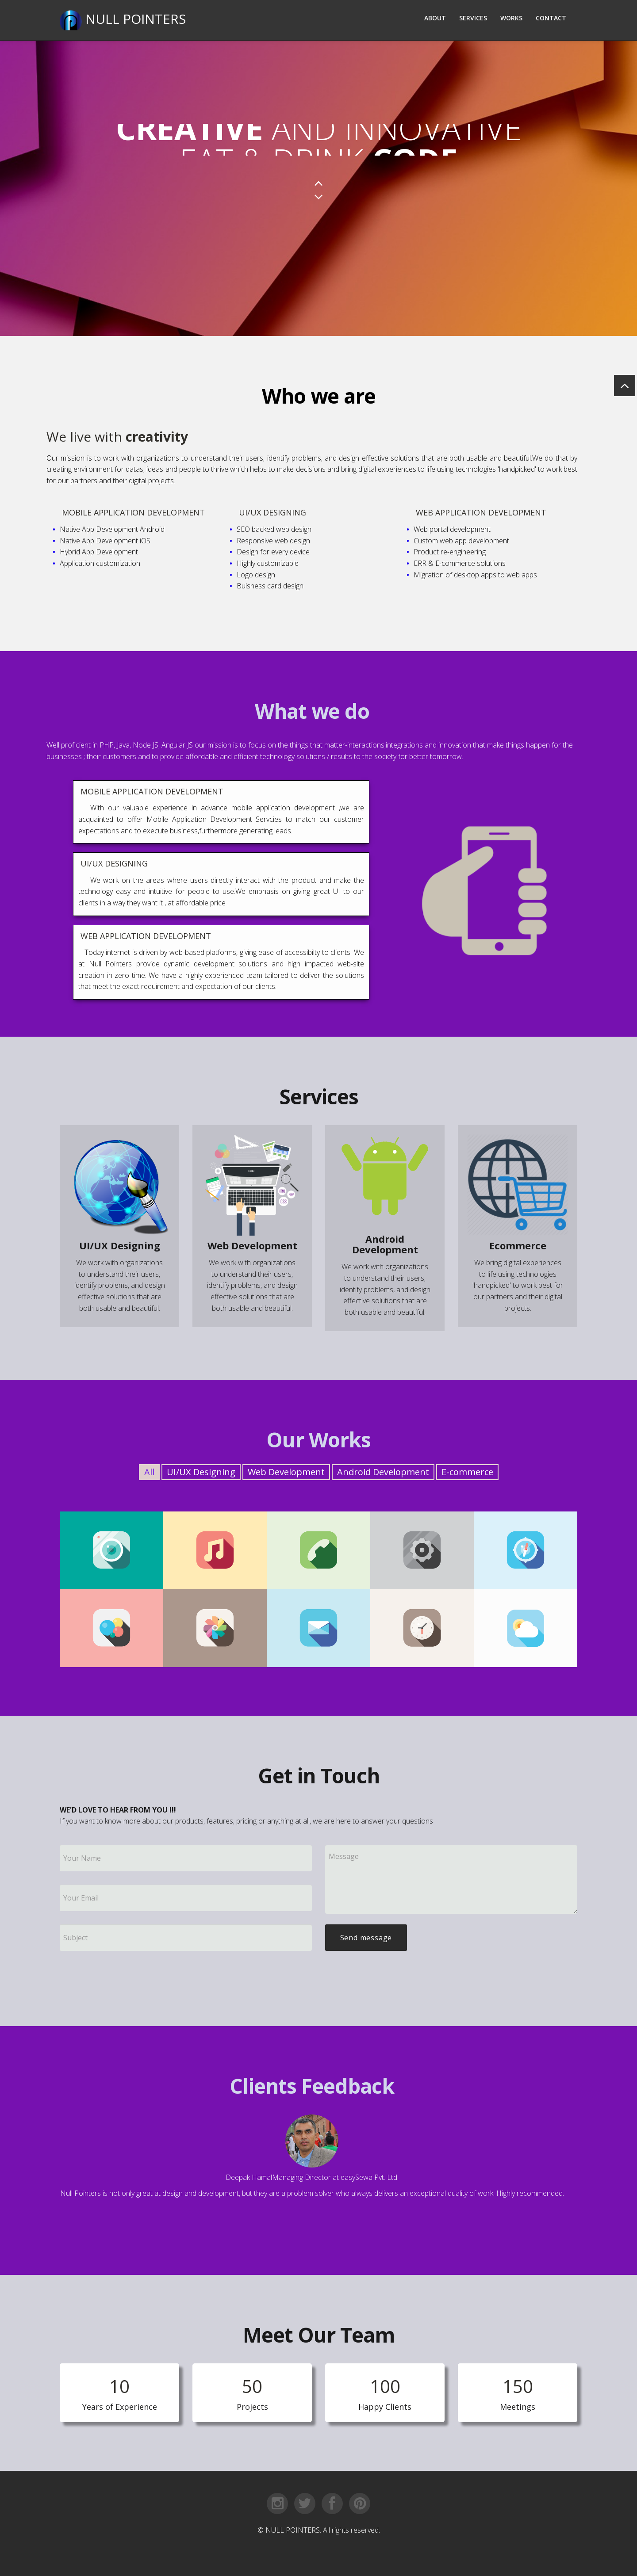 NULL POINTERS
ABOUT SERVICES WORKS CONTACT
CREATIVE AND INNOVATIVE
EAT & DRINK CODE
Who we are
We live with creativity
Our mission is to work with organizations to understand their users, identify problems, and design effective solutions that are both usable and beautiful.We do that by
creating environment for datas, ideas and people to thrive which helps to make decisions and bring digital experiences to life using technologies 'handpicked' to work best
for our partners and their digital projects.
MOBILE APPLICATION DEVELOPMENT
• Native App Development Android
• Native App Development iOS
• Hybrid App Development
• Application customization
UI/UX DESIGNING
• SEO backed web design
• Responsive web design
• Design for every device
• Highly customizable
• Logo design
• Buisness card design
WEB APPLICATION DEVELOPMENT
• Web portal development
• Custom web app development
• Product re-engineering
• ERR & E-commerce solutions
• Migration of desktop apps to web apps
What we do
Well proficient in PHP, Java, Node JS, Angular JS our mission is to focus on the things that matter-interactions,integrations and innovation that make things happen for the
businesses ; their customers and to provide affordable and efficient technology solutions / results to the society for better tomorrow.
MOBILE APPLICATION DEVELOPMENT
With our valuable experience in advance mobile application development ,we are
acquainted to offer Mobile Application Development Servcies to match our customer
expectations and to execute business,furthermore generating leads.
UI/UX DESIGNING
We work on the areas where users directly interact with the product and make the
technology easy and intuitive for people to use.We emphasis on giving great UI to our
clients in a way they want it , at affordable price .
WEB APPLICATION DEVELOPMENT
Today internet is driven by web-based platforms, giving ease of accessibilty to clients. We
at Null Pointers provide dynamic development solutions and high impacted web-site
creation in zero time. We have a highly experienced team tailored to deliver the solutions
that meet the exact requirement and expectation of our clients.
Services
UI/UX Designing
We work with organizations
to understand their users,
identify problems, and design
effective solutions that are
both usable and beautiful.
Web Development
We work with organizations
to understand their users,
identify problems, and design
effective solutions that are
both usable and beautiful.
Android
Development
We work with organizations
to understand their users,
identify problems, and design
effective solutions that are
both usable and beautiful.
Ecommerce
We bring digital experiences
to life using technologies
'handpicked' to work best for
our partners and their digital
projects.
Our Works
All UI/UX Designing Web Development Android Development E-commerce
Get in Touch
WE'D LOVE TO HEAR FROM YOU !!!
If you want to know more about our products, features, pricing or anything at all, we are here to answer your questions
Your Name
Your Email
Subject
Message
Send message
Clients Feedback
Deepak HamalManaging Director at easySewa Pvt. Ltd.
Null Pointers is not only great at design and development, but they are a problem solver who always delivers an exceptional quality of work. Highly recommended.
Meet Our Team
10
Years of Experience
50
Projects
100
Happy Clients
150
Meetings
© NULL POINTERS. All rights reserved.